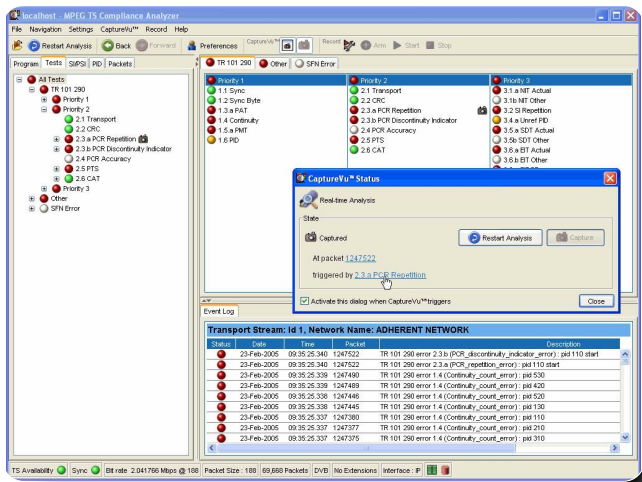 localhost - MPEG TS Compliance Analyzer
File Navigation Settings CaptureVu™ Record Help
Restart Analysis Back Forward Preferences CaptureVu™ Record Arm Start Stop
Program Tests SI/PSI PID Packets
TR 101 290 Other SFN Error
All Tests
TR 101 290
Priority 1
Priority 2
2.1 Transport
2.2 CRC
2.3.a PCR Repetition
2.3.b PCR Discontinuity Indicator
2.4 PCR Accuracy
2.5 PTS
2.6 CAT
Priority 3
Other
SFN Error
Priority 1
1.1 Sync
1.2 Sync Byte
1.3.a PAT
1.4 Continuity
1.5.a PMT
1.6 PID
Priority 2
2.1 Transport
2.2 CRC
2.3.a PCR Repetition
2.3.b PCR Discontinuity Indicator
2.4 PCR Accuracy
2.5 PTS
2.6 CAT
Priority 3
3.1.a NIT Actual
3.1b NIT Other
3.2 SI Repetition
3.4.a Unref PID
3.5.a SDT Actual
3.5b SDT Other
3.6.a EIT Actual
3.6.b EIT Other
CaptureVu™ Status
Real-time Analysis
State
Captured
Restart Analysis Capture
At packet 1247522
triggered by 2.3.a PCR Repetition
Activate this dialog when CaptureVu™ triggers
Close
Event Log
Transport Stream: Id 1, Network Name: ADHERENT NETWORK
Status Date Time Packet Description
23-Feb-2005 09:35:25.340 1247522 TR 101 290 error 2.3.b (PCR_discontinuity_indicator_error) : pid 110 start
23-Feb-2005 09:35:25.340 1247522 TR 101 290 error 2.3.a (PCR_repetition_error) : pid 110 start
23-Feb-2005 09:35:25.339 1247490 TR 101 290 error 1.4 (Continuity_count_error) : pid 530
23-Feb-2005 09:35:25.339 1247489 TR 101 290 error 1.4 (Continuity_count_error) : pid 420
23-Feb-2005 09:35:25.338 1247446 TR 101 290 error 1.4 (Continuity_count_error) : pid 520
23-Feb-2005 09:35:25.338 1247445 TR 101 290 error 1.4 (Continuity_count_error) : pid 130
23-Feb-2005 09:35:25.337 1247380 TR 101 290 error 1.4 (Continuity_count_error) : pid 110
23-Feb-2005 09:35:25.337 1247377 TR 101 290 error 1.4 (Continuity_count_error) : pid 210
23-Feb-2005 09:35:25.337 1247375 TR 101 290 error 1.4 (Continuity_count_error) : pid 310
TS Availability Sync Bit rate 2.041766 Mbps @ 188 Packet Size : 188 69,668 Packets DVB No Extensions Interface : IP